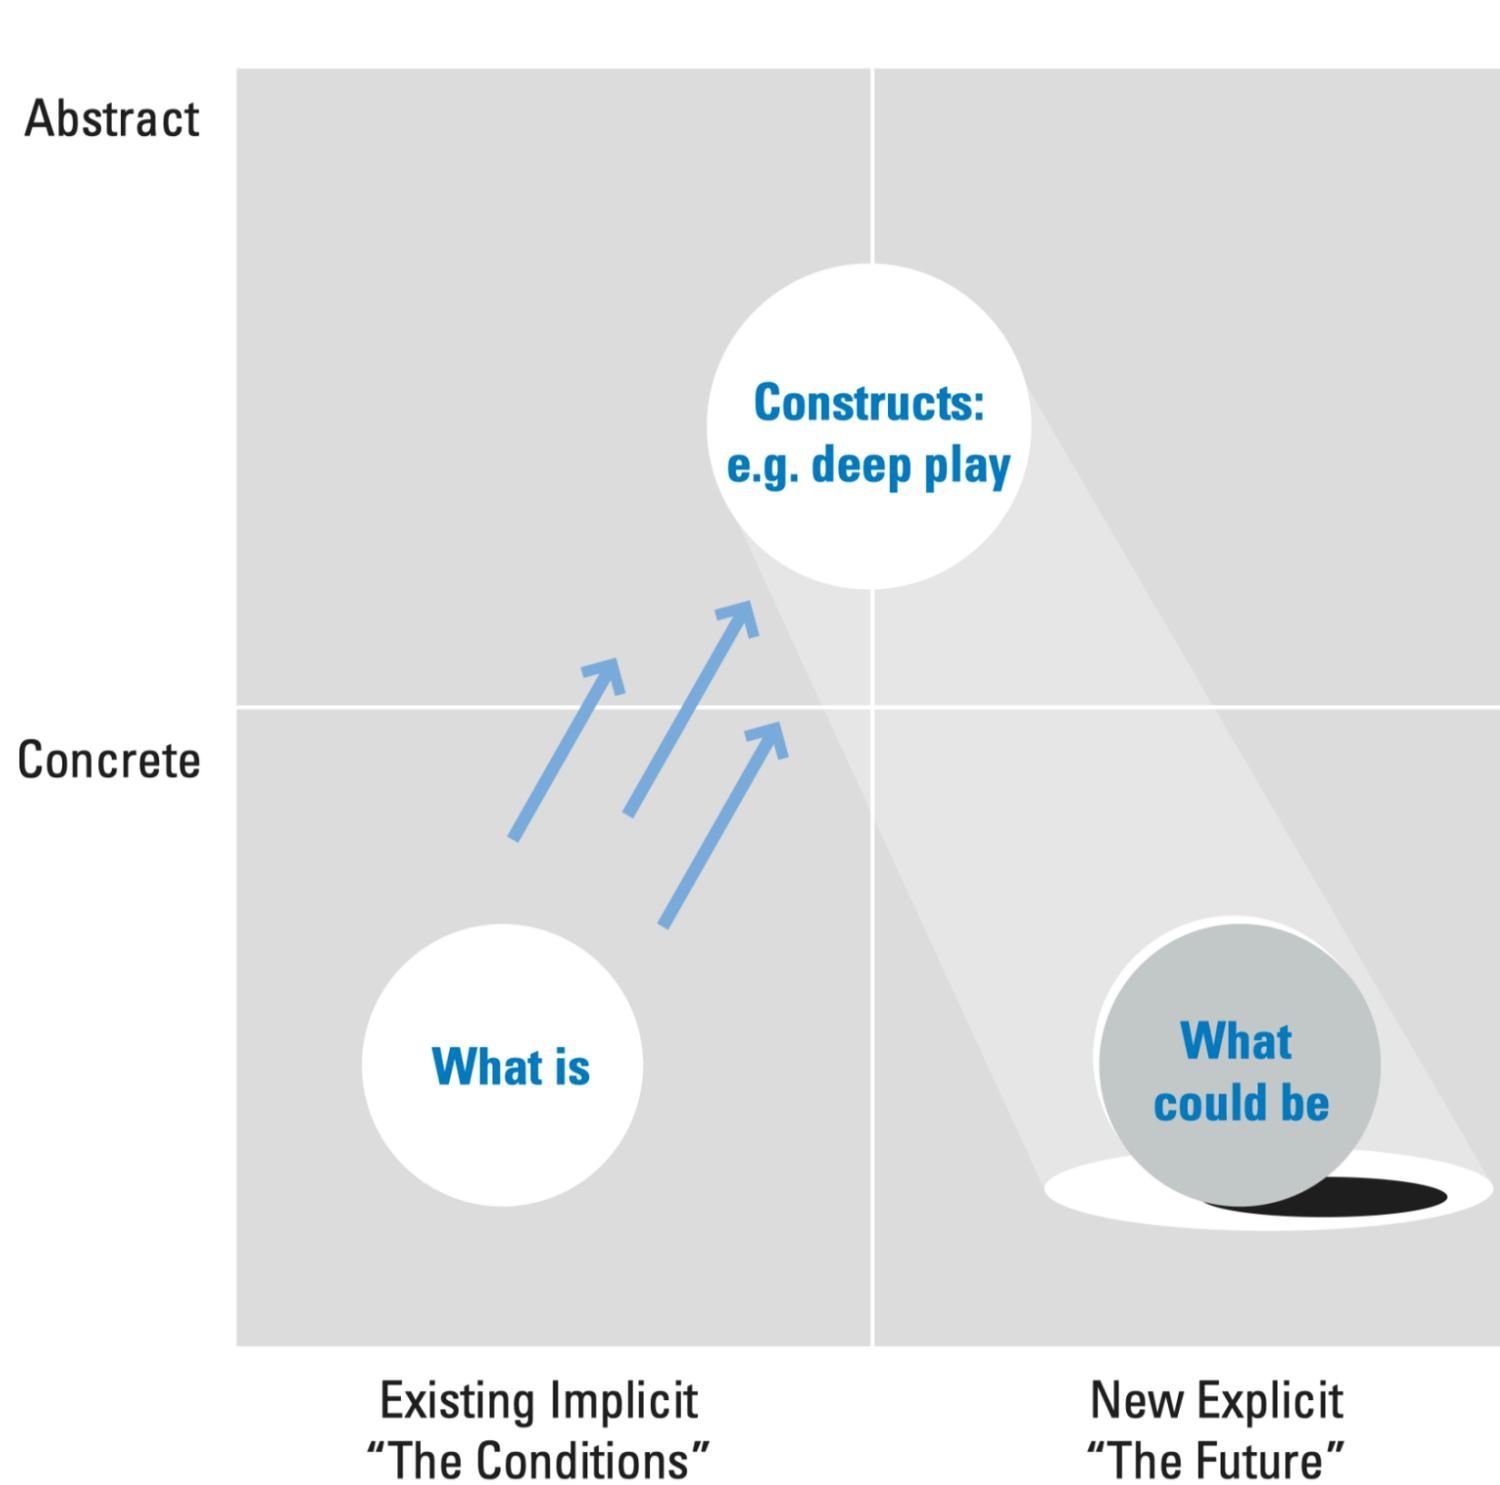 Abstract
Constructs:
e.g. deep play
Concrete
What is
What
could be
Existing Implicit
“The Conditions”
New Explicit
“The Future”